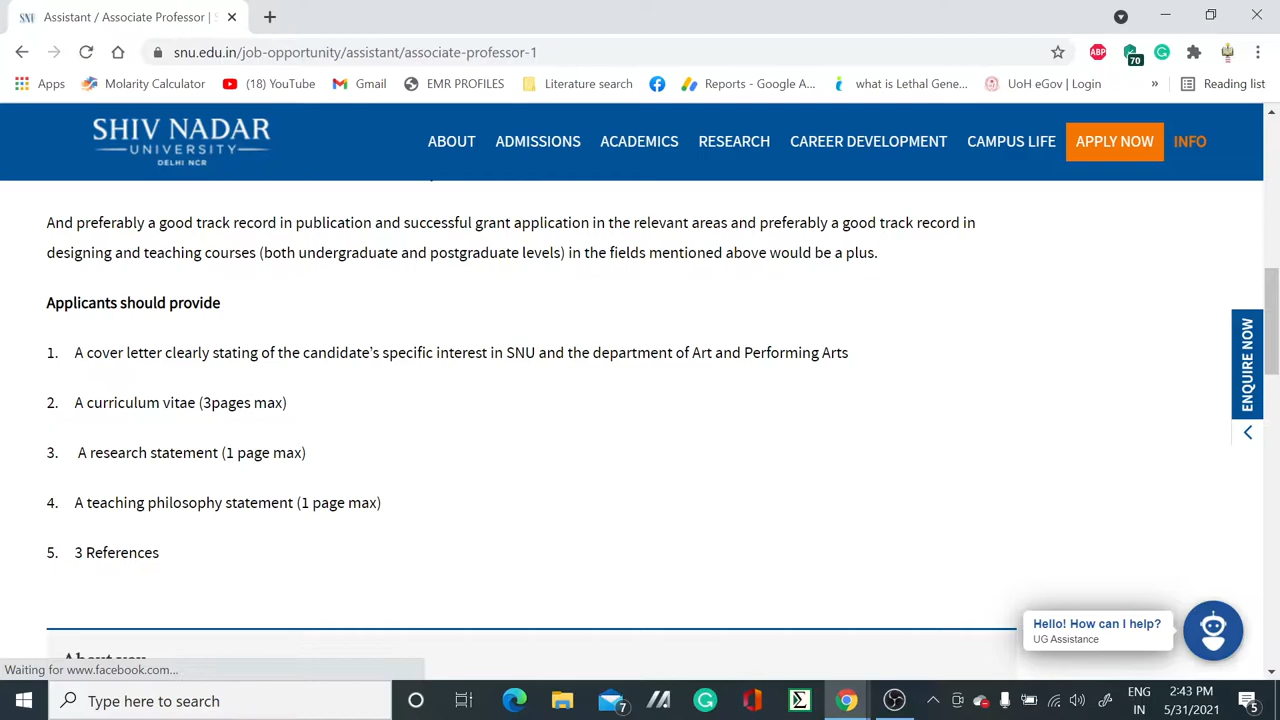 SNU Assistant / Associate Professor |
snu.edu.in/job-opportunity/assistant/associate-professor-1
ABP 70
Apps Molarity Calculator (18) YouTube Gmail EMR PROFILES Literature search Reports - Google A... what is Lethal Gene... UoH eGov | Login » Reading list
SHIV NADAR
UNIVERSITY
DELHI NCR
ABOUT ADMISSIONS ACADEMICS RESEARCH CAREER DEVELOPMENT CAMPUS LIFE APPLY NOW INFO
And preferably a good track record in publication and successful grant application in the relevant areas and preferably a good track record in
designing and teaching courses (both undergraduate and postgraduate levels) in the fields mentioned above would be a plus.
Applicants should provide
1. A cover letter clearly stating of the candidate's specific interest in SNU and the department of Art and Performing Arts
2. A curriculum vitae (3pages max)
3. A research statement (1 page max)
4. A teaching philosophy statement (1 page max)
5. 3 References
ENQUIRE NOW
Hello! How can I help?
UG Assistance
About you
Waiting for www.facebook.com...
Type here to search
7
ENG
IN
2:43 PM
5/31/2021
5